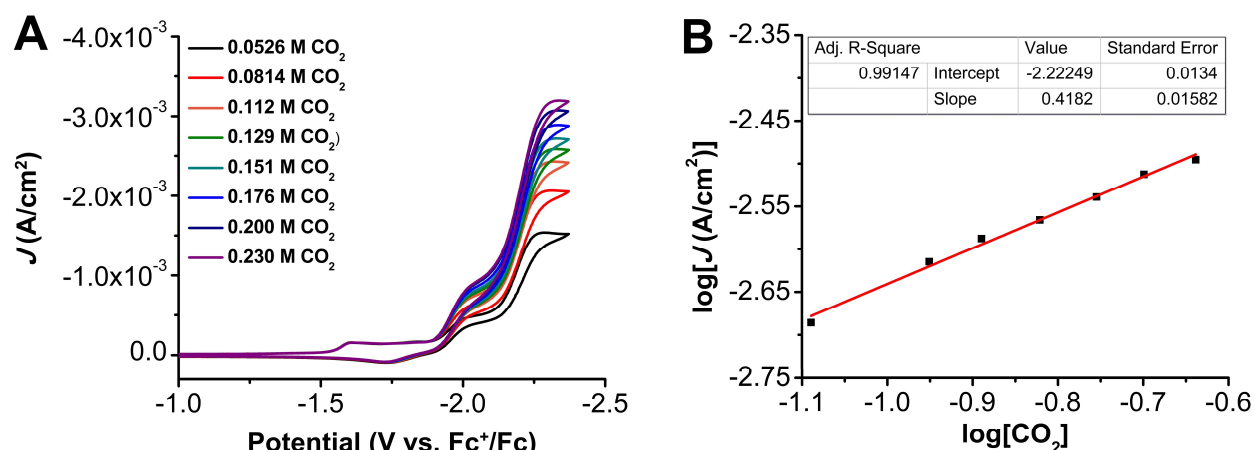 A
-4.0x10⁻³
-3.0x10⁻³
-2.0x10⁻³
-1.0x10⁻³
0.0
J (A/cm²)
0.0526 M CO₂
0.0814 M CO₂
0.112 M CO₂
0.129 M CO₂)
0.151 M CO₂
0.176 M CO₂
0.200 M CO₂
0.230 M CO₂
-1.0 -1.5 -2.0 -2.5
Potential (V vs. Fc⁺/Fc)
B
-2.35
-2.45
-2.55
-2.65
-2.75
log[J (A/cm²)]
Adj. R-Square Value Standard Error
0.99147 Intercept -2.22249 0.0134
Slope 0.4182 0.01582
-1.1 -1.0 -0.9 -0.8 -0.7 -0.6
log[CO₂]